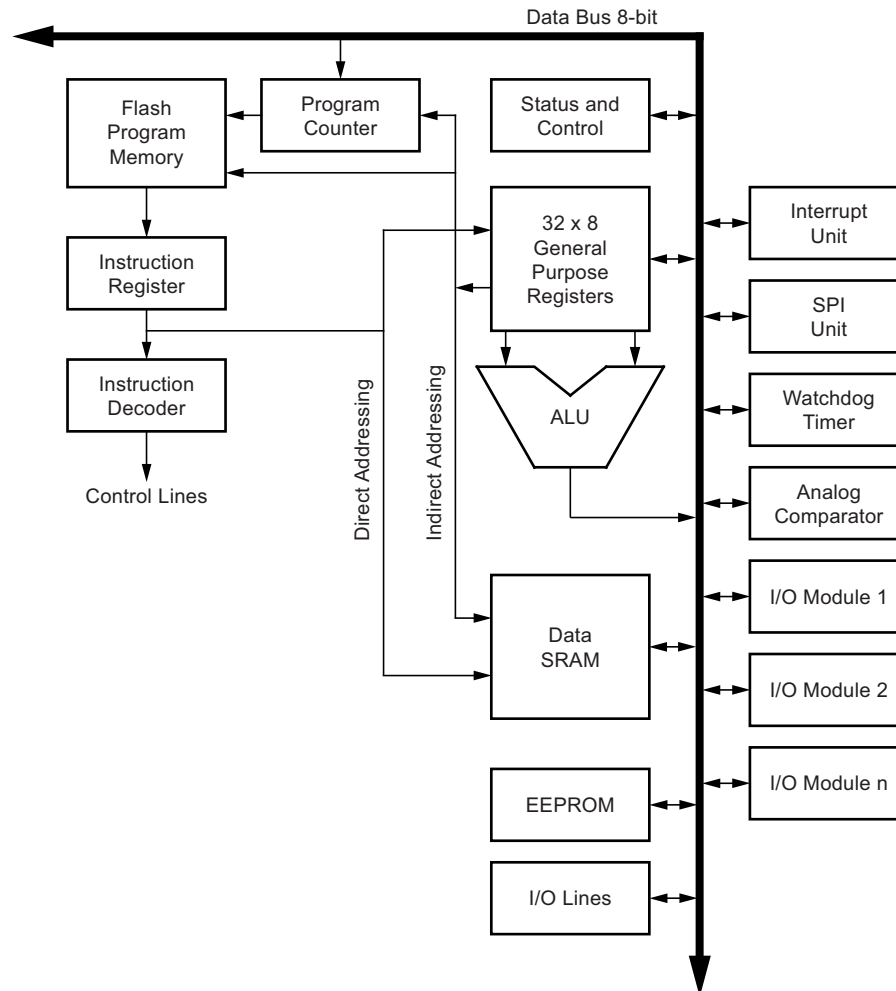 Data Bus 8-bit
Flash
Program
Memory
Program
Counter
Status and
Control
32 x 8
General
Purpose
Registers
Interrupt
Unit
Instruction
Register
SPI
Unit
Instruction
Decoder
Direct Addressing
Indirect Addressing
ALU
Watchdog
Timer
Control Lines
Analog
Comparator
I/O Module 1
Data
SRAM
I/O Module 2
I/O Module n
EEPROM
I/O Lines